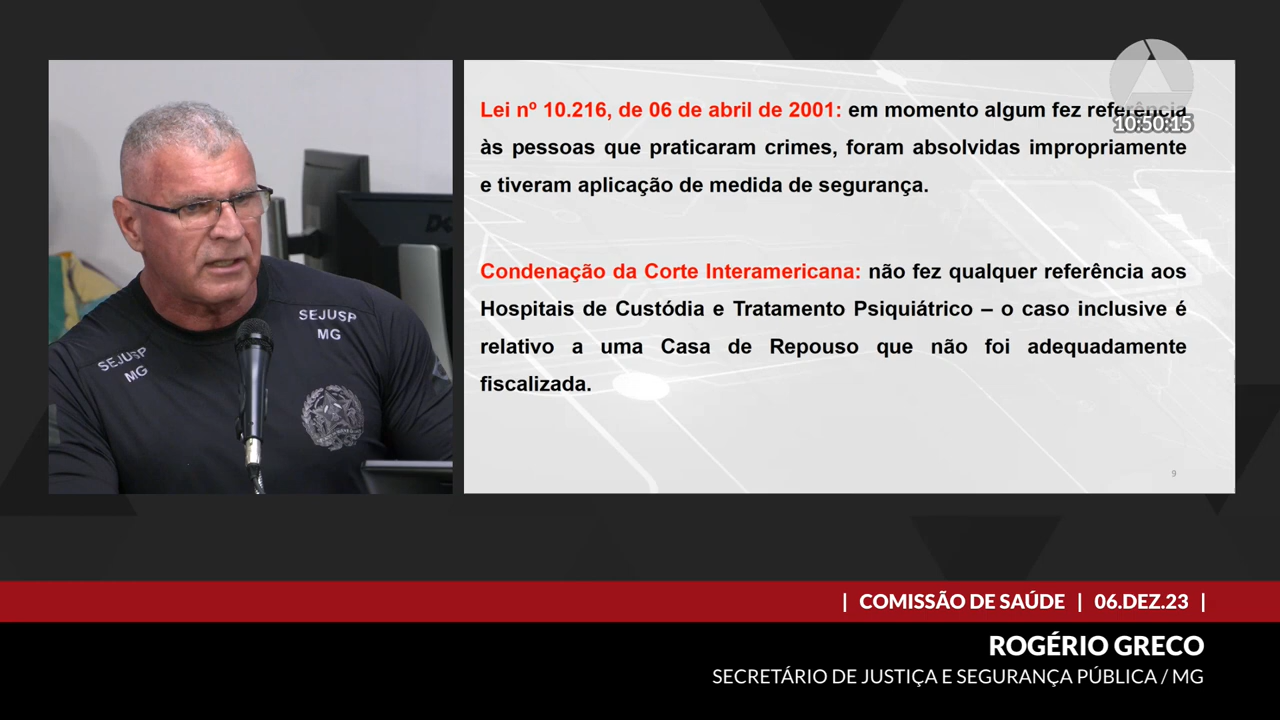 10:50:15
Lei nº 10.216, de 06 de abril de 2001: em momento algum fez referência
às pessoas que praticaram crimes, foram absolvidas impropriamente
e tiveram aplicação de medida de segurança.
Condenação da Corte Interamericana: não fez qualquer referência aos
Hospitais de Custódia e Tratamento Psiquiátrico – o caso inclusive é
relativo a uma Casa de Repouso que não foi adequadamente
fiscalizada.
9
SEJUSP
MG
SEJUSP
MG
| COMISSÃO DE SAÚDE | 06.DEZ.23 |
ROGÉRIO GRECO
SECRETÁRIO DE JUSTIÇA E SEGURANÇA PÚBLICA / MG